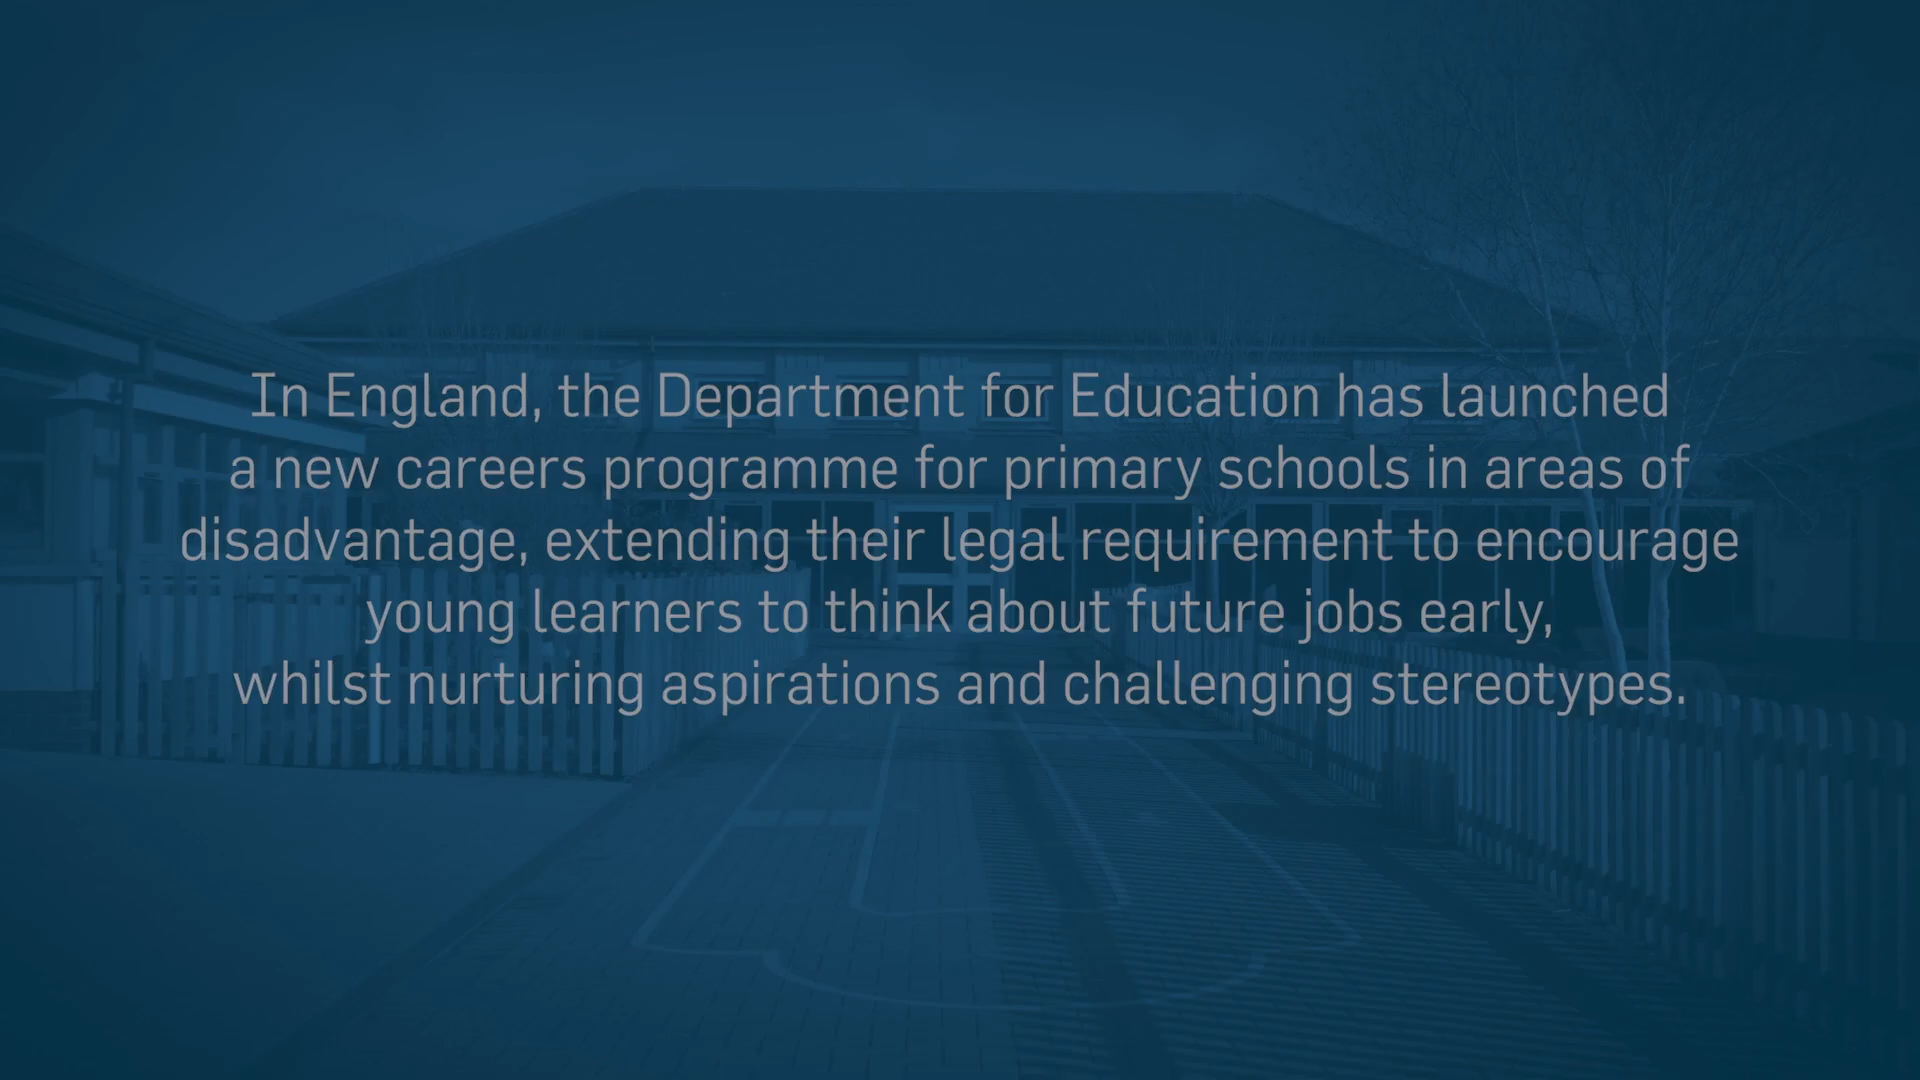 In England, the Department for Education has launched
a new careers programme for primary schools in areas of
disadvantage, extending their legal requirement to encourage
young learners to think about future jobs early,
whilst nurturing aspirations and challenging stereotypes.